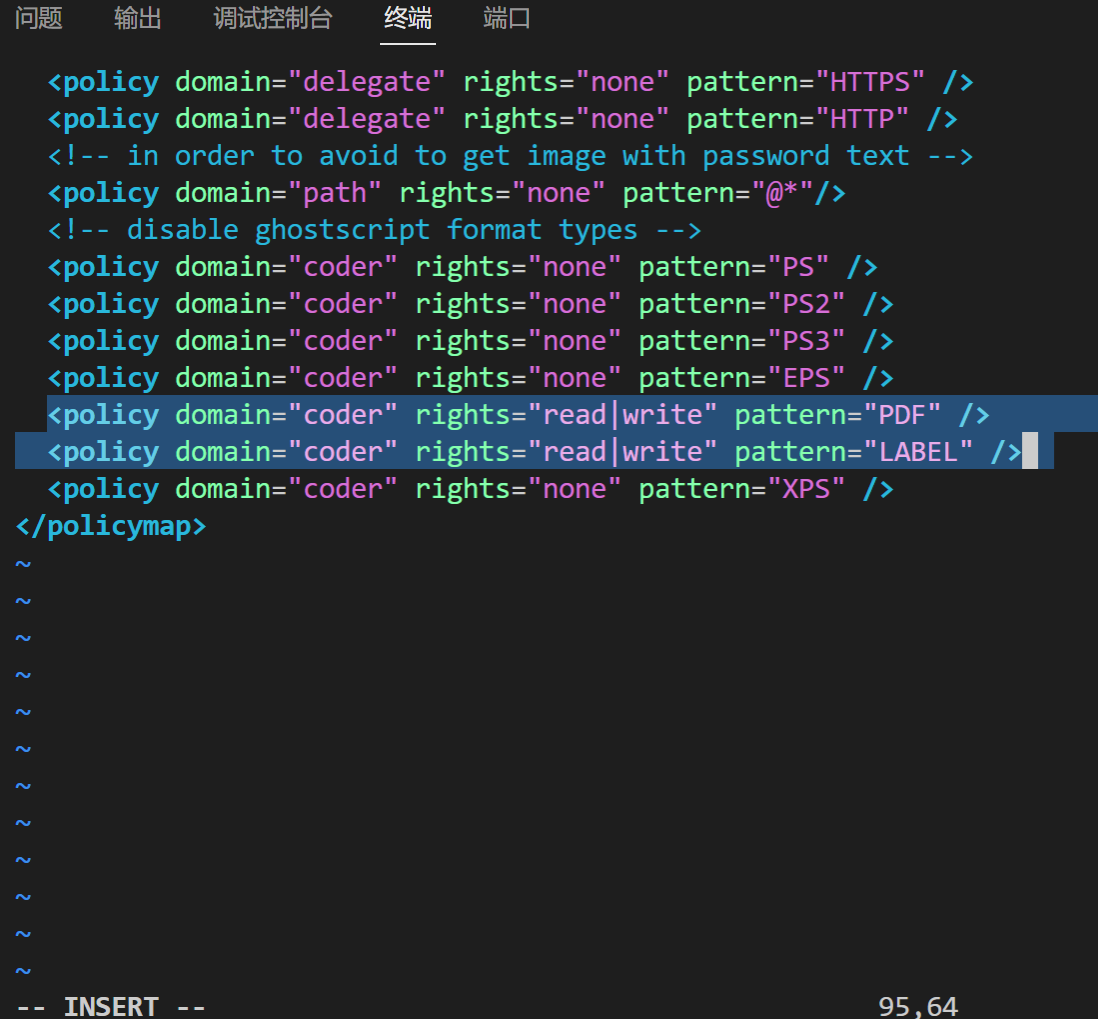 问题 输出 调试控制台 终端 端口
<policy domain="delegate" rights="none" pattern="HTTPS" />
<policy domain="delegate" rights="none" pattern="HTTP" />
<!-- in order to avoid to get image with password text -->
<policy domain="path" rights="none" pattern="@*"/>
<!-- disable ghostscript format types -->
<policy domain="coder" rights="none" pattern="PS" />
<policy domain="coder" rights="none" pattern="PS2" />
<policy domain="coder" rights="none" pattern="PS3" />
<policy domain="coder" rights="none" pattern="EPS" />
<policy domain="coder" rights="read|write" pattern="PDF" />
<policy domain="coder" rights="read|write" pattern="LABEL" />
<policy domain="coder" rights="none" pattern="XPS" />
</policymap>
~
~
~
~
~
~
~
~
~
~
~
~
-- INSERT -- 95,64